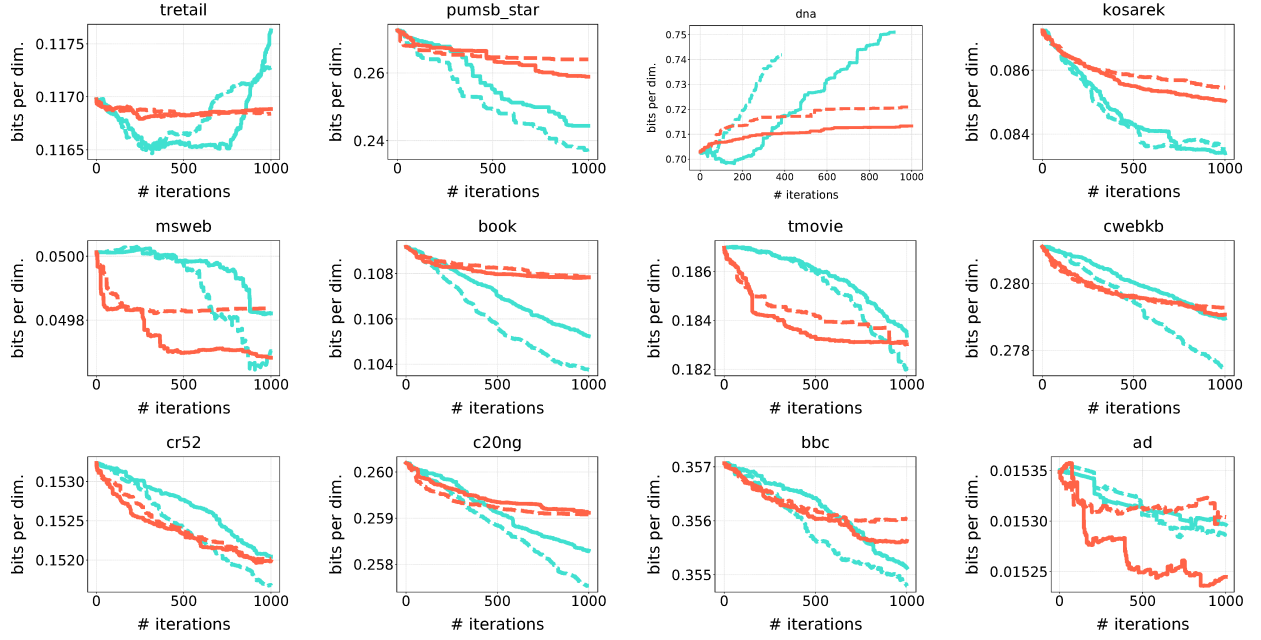 tretail
bits per dim.
0.1175
0.1170
0.1165
0 500 1000
# iterations
pumsb_star
bits per dim.
0.26
0.24
0 500 1000
# iterations
dna
bits per dim.
0.75
0.74
0.73
0.72
0.71
0.70
0 200 400 600 800 1000
# iterations
kosarek
bits per dim.
0.086
0.084
0 500 1000
# iterations
msweb
bits per dim.
0.0500
0.0498
0 500 1000
# iterations
book
bits per dim.
0.108
0.106
0.104
0 500 1000
# iterations
tmovie
bits per dim.
0.186
0.184
0.182
0 500 1000
# iterations
cwebkb
bits per dim.
0.280
0.278
0 500 1000
# iterations
cr52
bits per dim.
0.1530
0.1525
0.1520
0 500 1000
# iterations
c20ng
bits per dim.
0.260
0.259
0.258
0 500 1000
# iterations
bbc
bits per dim.
0.357
0.356
0.355
0 500 1000
# iterations
ad
bits per dim.
0.01535
0.01530
0.01525
0 500 1000
# iterations